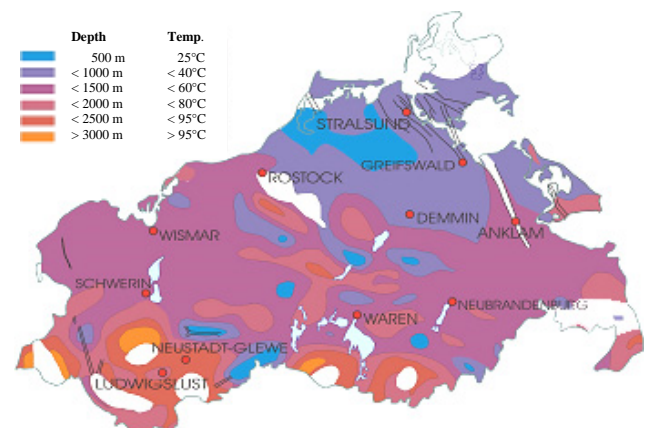 Depth Temp.
500 m 25°C
< 1000 m < 40°C
< 1500 m < 60°C
< 2000 m < 80°C
< 2500 m < 95°C
> 3000 m > 95°C
STRALSUND
GREIFSWALD
ROSTOCK
DEMMIN
WISMAR
ANKLAM
SCHWERIN
NEUBRANDENBURG
WAREN
NEUSTADT-GLEWE
LUDWIGSLUST